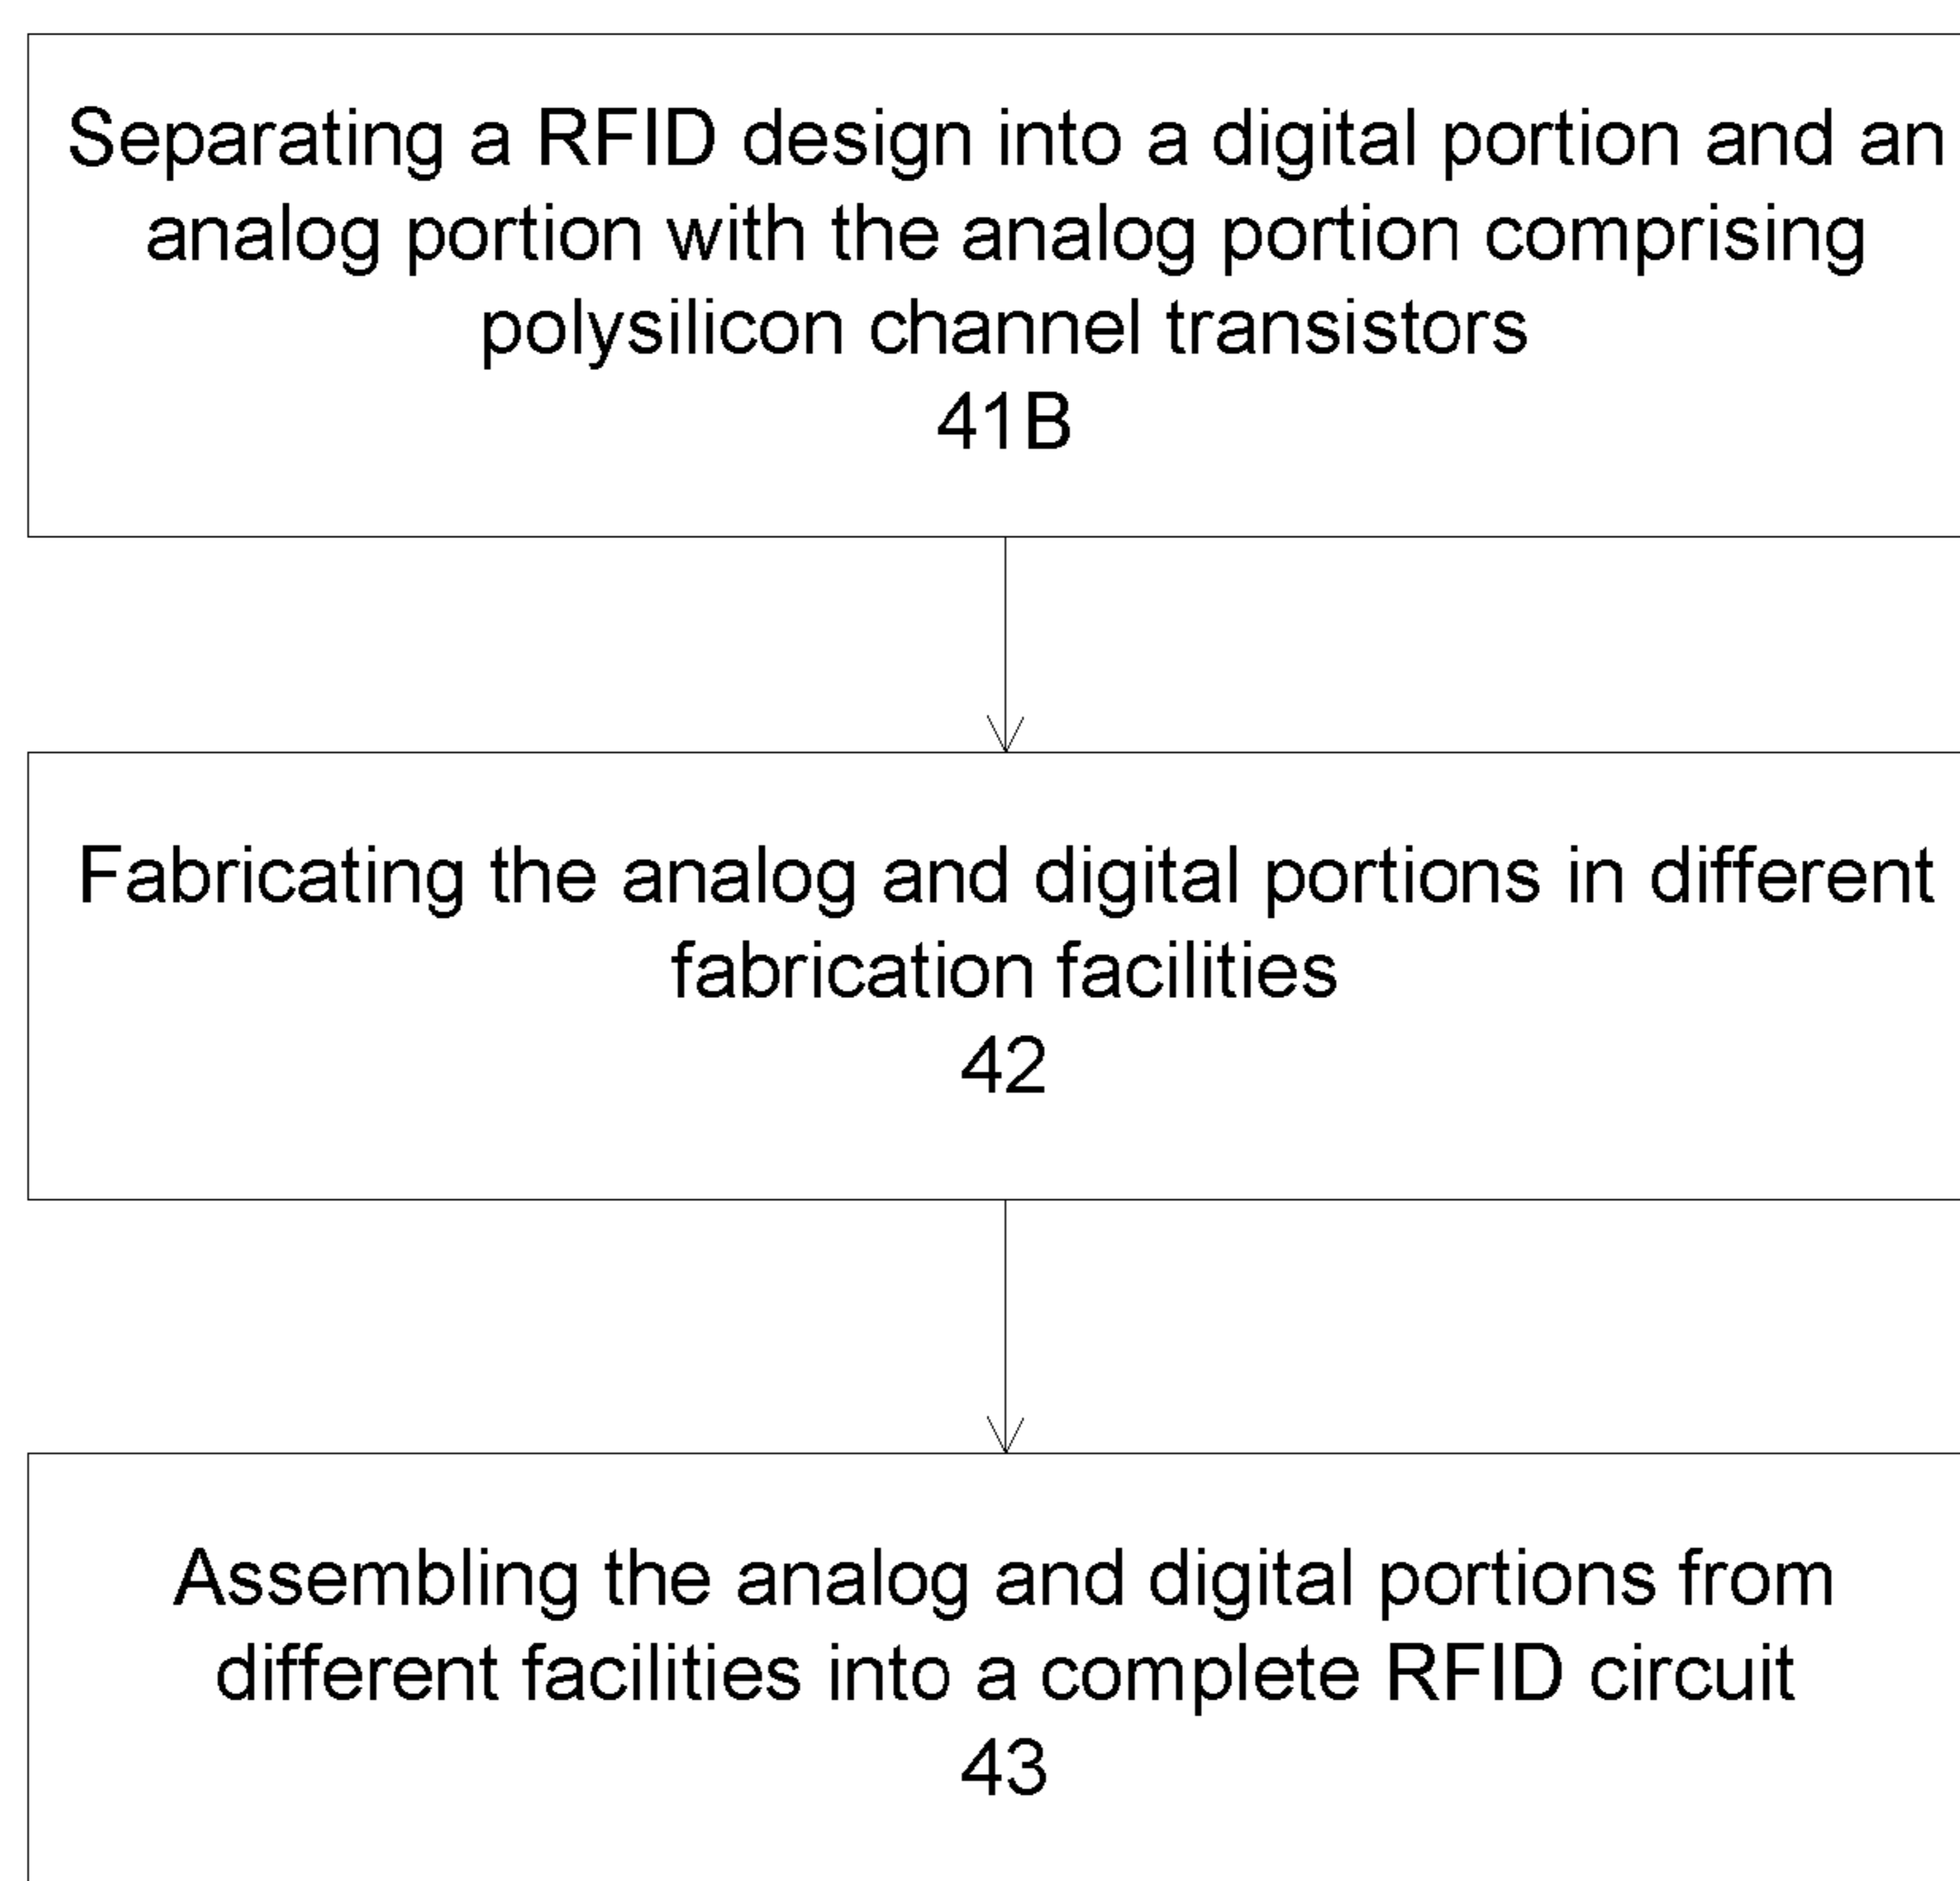 Separating a RFID design into a digital portion and an
analog portion with the analog portion comprising
polysilicon channel transistors
41B
Fabricating the analog and digital portions in different
fabrication facilities
42
Assembling the analog and digital portions from
different facilities into a complete RFID circuit
43